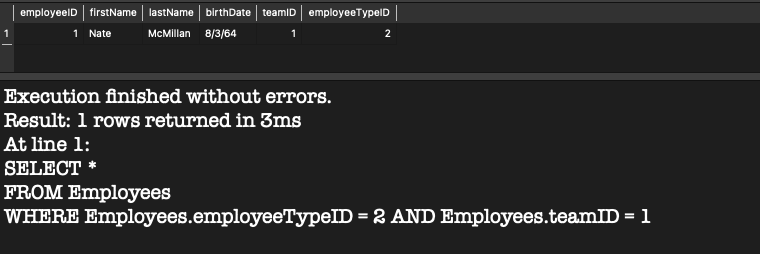 employeeID firstName lastName birthDate teamID employeeTypeID
1 1 Nate McMillan 8/3/64 1 2
Execution finished without errors.
Result: 1 rows returned in 3ms
At line 1:
SELECT *
FROM Employees
WHERE Employees.employeeTypeID = 2 AND Employees.teamID = 1